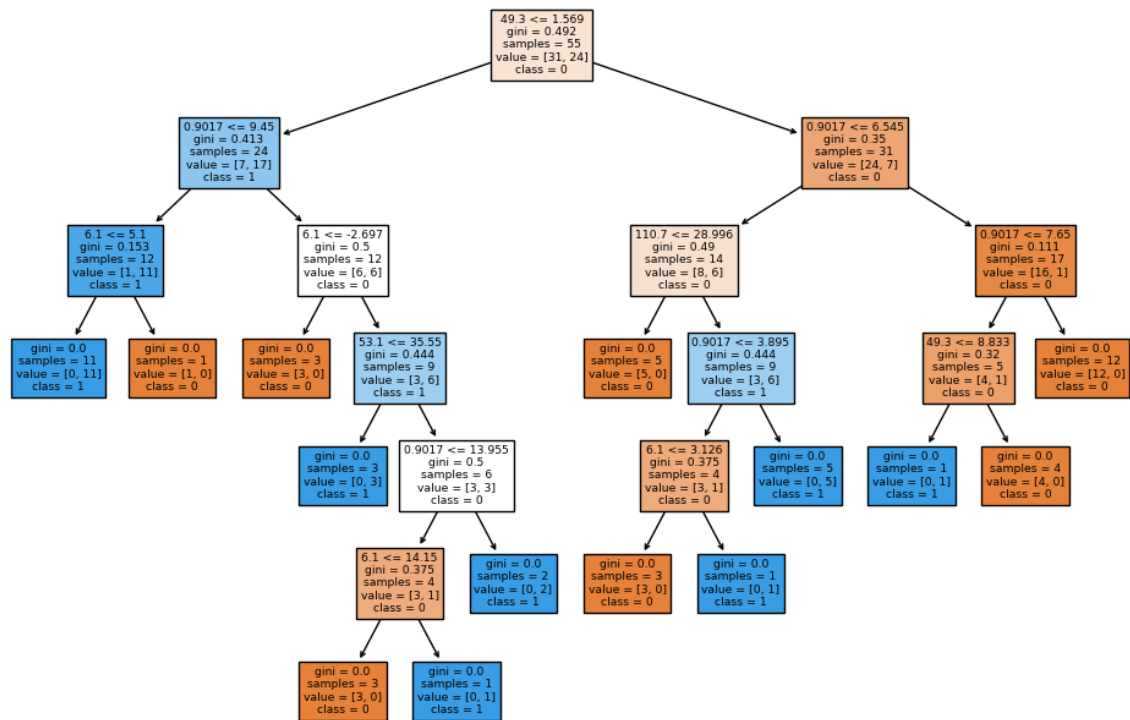 49.3 <= 1.569
gini = 0.492
samples = 55
value = [31, 24]
class = 0
0.9017 <= 9.45
gini = 0.413
samples = 24
value = [7, 17]
class = 1
0.9017 <= 6.545
gini = 0.35
samples = 31
value = [24, 7]
class = 0
6.1 <= 5.1
gini = 0.153
samples = 12
value = [1, 11]
class = 1
6.1 <= -2.697
gini = 0.5
samples = 12
value = [6, 6]
class = 0
110.7 <= 28.996
gini = 0.49
samples = 14
value = [8, 6]
class = 0
0.9017 <= 7.65
gini = 0.111
samples = 17
value = [16, 1]
class = 0
gini = 0.0
samples = 11
value = [0, 11]
class = 1
gini = 0.0
samples = 1
value = [1, 0]
class = 0
gini = 0.0
samples = 3
value = [3, 0]
class = 0
53.1 <= 35.55
gini = 0.444
samples = 9
value = [3, 6]
class = 1
gini = 0.0
samples = 5
value = [5, 0]
class = 0
0.9017 <= 3.895
gini = 0.444
samples = 9
value = [3, 6]
class = 1
49.3 <= 8.833
gini = 0.32
samples = 5
value = [4, 1]
class = 0
gini = 0.0
samples = 12
value = [12, 0]
class = 0
gini = 0.0
samples = 3
value = [0, 3]
class = 1
0.9017 <= 13.955
gini = 0.5
samples = 6
value = [3, 3]
class = 0
6.1 <= 3.126
gini = 0.375
samples = 4
value = [3, 1]
class = 0
gini = 0.0
samples = 5
value = [0, 5]
class = 1
gini = 0.0
samples = 1
value = [0, 1]
class = 1
gini = 0.0
samples = 4
value = [4, 0]
class = 0
6.1 <= 14.15
gini = 0.375
samples = 4
value = [3, 1]
class = 0
gini = 0.0
samples = 2
value = [0, 2]
class = 1
gini = 0.0
samples = 3
value = [3, 0]
class = 0
gini = 0.0
samples = 1
value = [0, 1]
class = 1
gini = 0.0
samples = 3
value = [3, 0]
class = 0
gini = 0.0
samples = 1
value = [0, 1]
class = 1